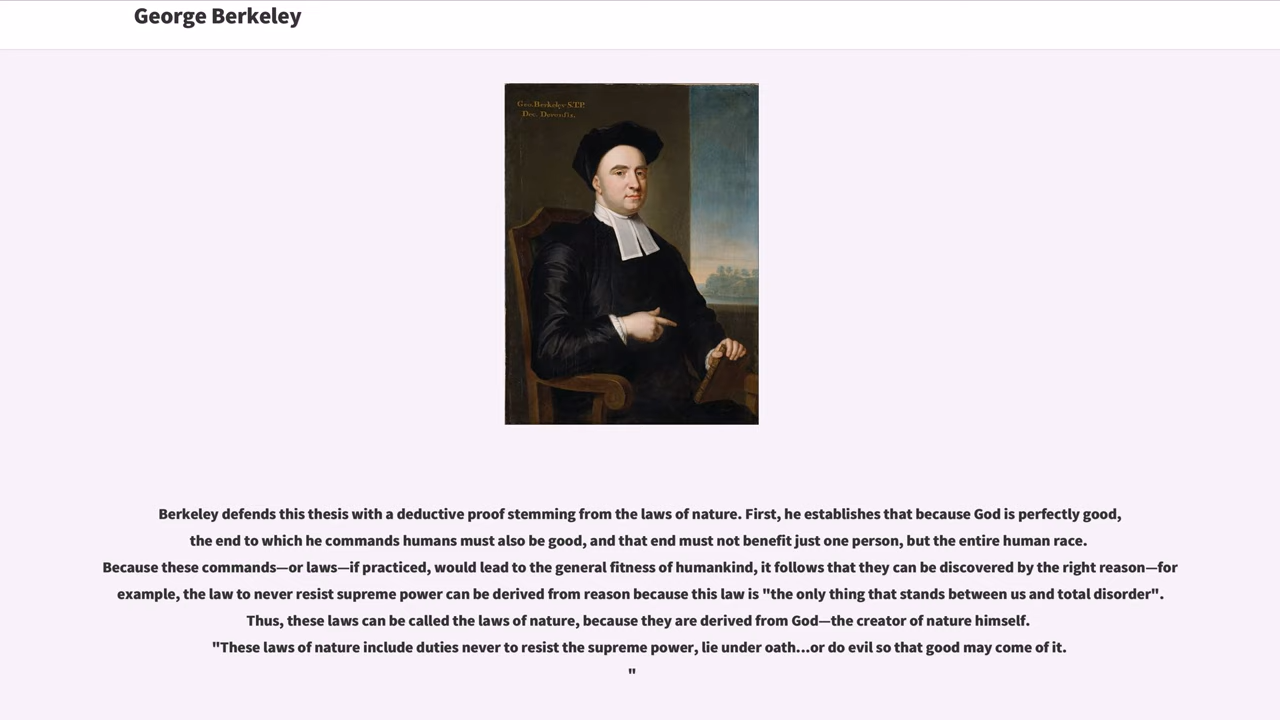 George Berkeley
Geo. Berkeley S.T.P.
Berkeley defends this thesis with a deductive proof stemming from the laws of nature. First, he establishes that because God is perfectly good,
the end to which he commands humans must also be good, and that end must not benefit just one person, but the entire human race.
Because these commands—or laws—if practiced, would lead to the general fitness of humankind, it follows that they can be discovered by the right reason—for
example, the law to never resist supreme power can be derived from reason because this law is "the only thing that stands between us and total disorder".
Thus, these laws can be called the laws of nature, because they are derived from God—the creator of nature himself.
"These laws of nature include duties never to resist the supreme power, lie under oath...or do evil so that good may come of it.
"